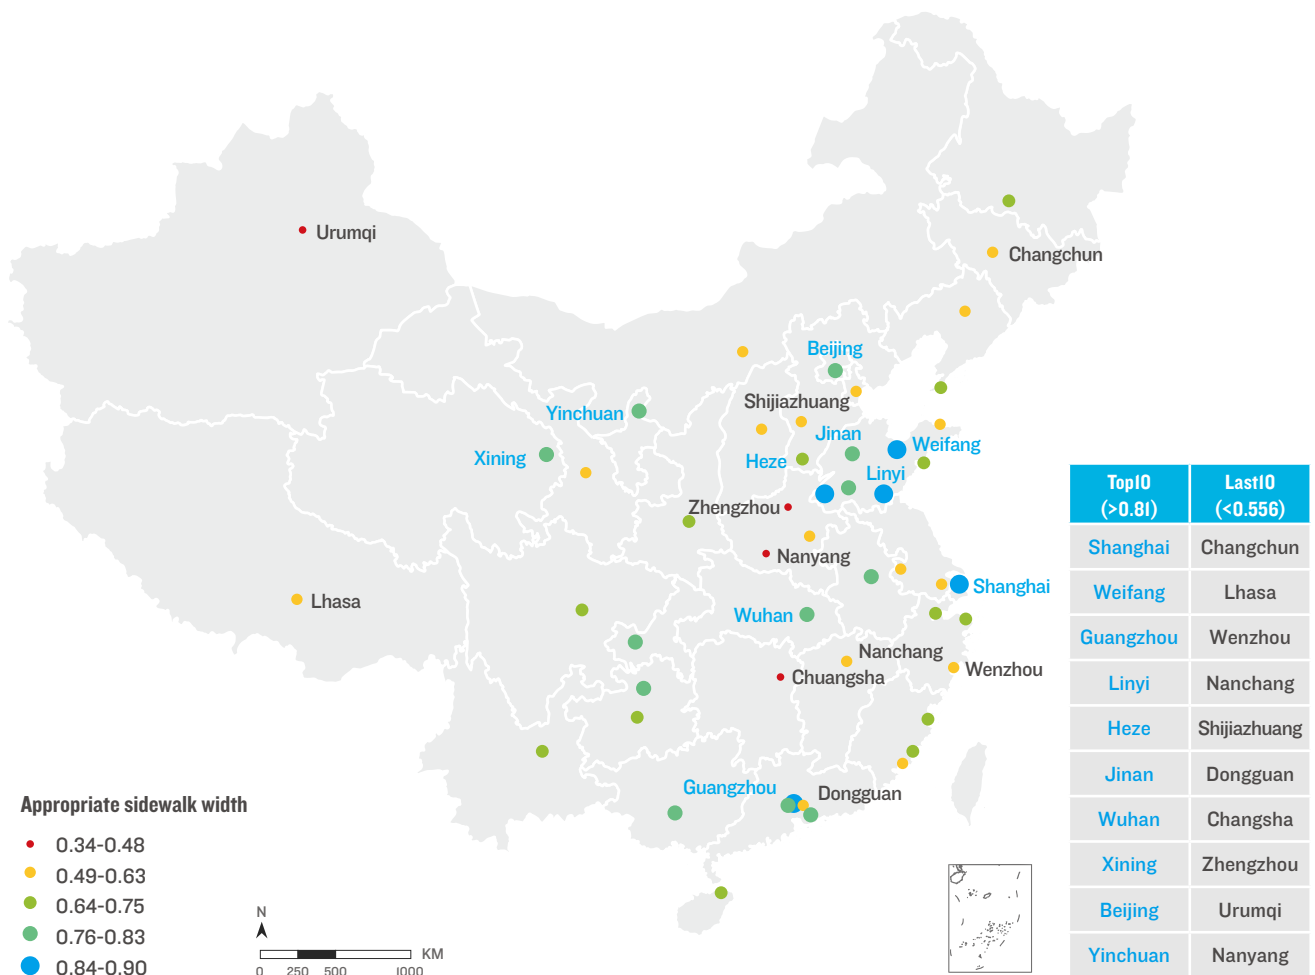 Urumqi
Changchun
Beijing
Shijiazhuang
Yinchuan
Jinan
Weifang
Xining
Heze
Linyi
Zhengzhou
Nanyang
Lhasa
Shanghai
Wuhan
Nanchang
Wenzhou
Chuangsha
Guangzhou
Dongguan
Appropriate sidewalk width
0.34-0.48
0.49-0.63
0.64-0.75
0.76-0.83
0.84-0.90
N
KM
0 250 500 1000
Top10 Last10
(>0.81) (<0.556)
Shanghai Changchun
Weifang Lhasa
Guangzhou Wenzhou
Linyi Nanchang
Heze Shijiazhuang
Jinan Dongguan
Wuhan Changsha
Xining Zhengzhou
Beijing Urumqi
Yinchuan Nanyang